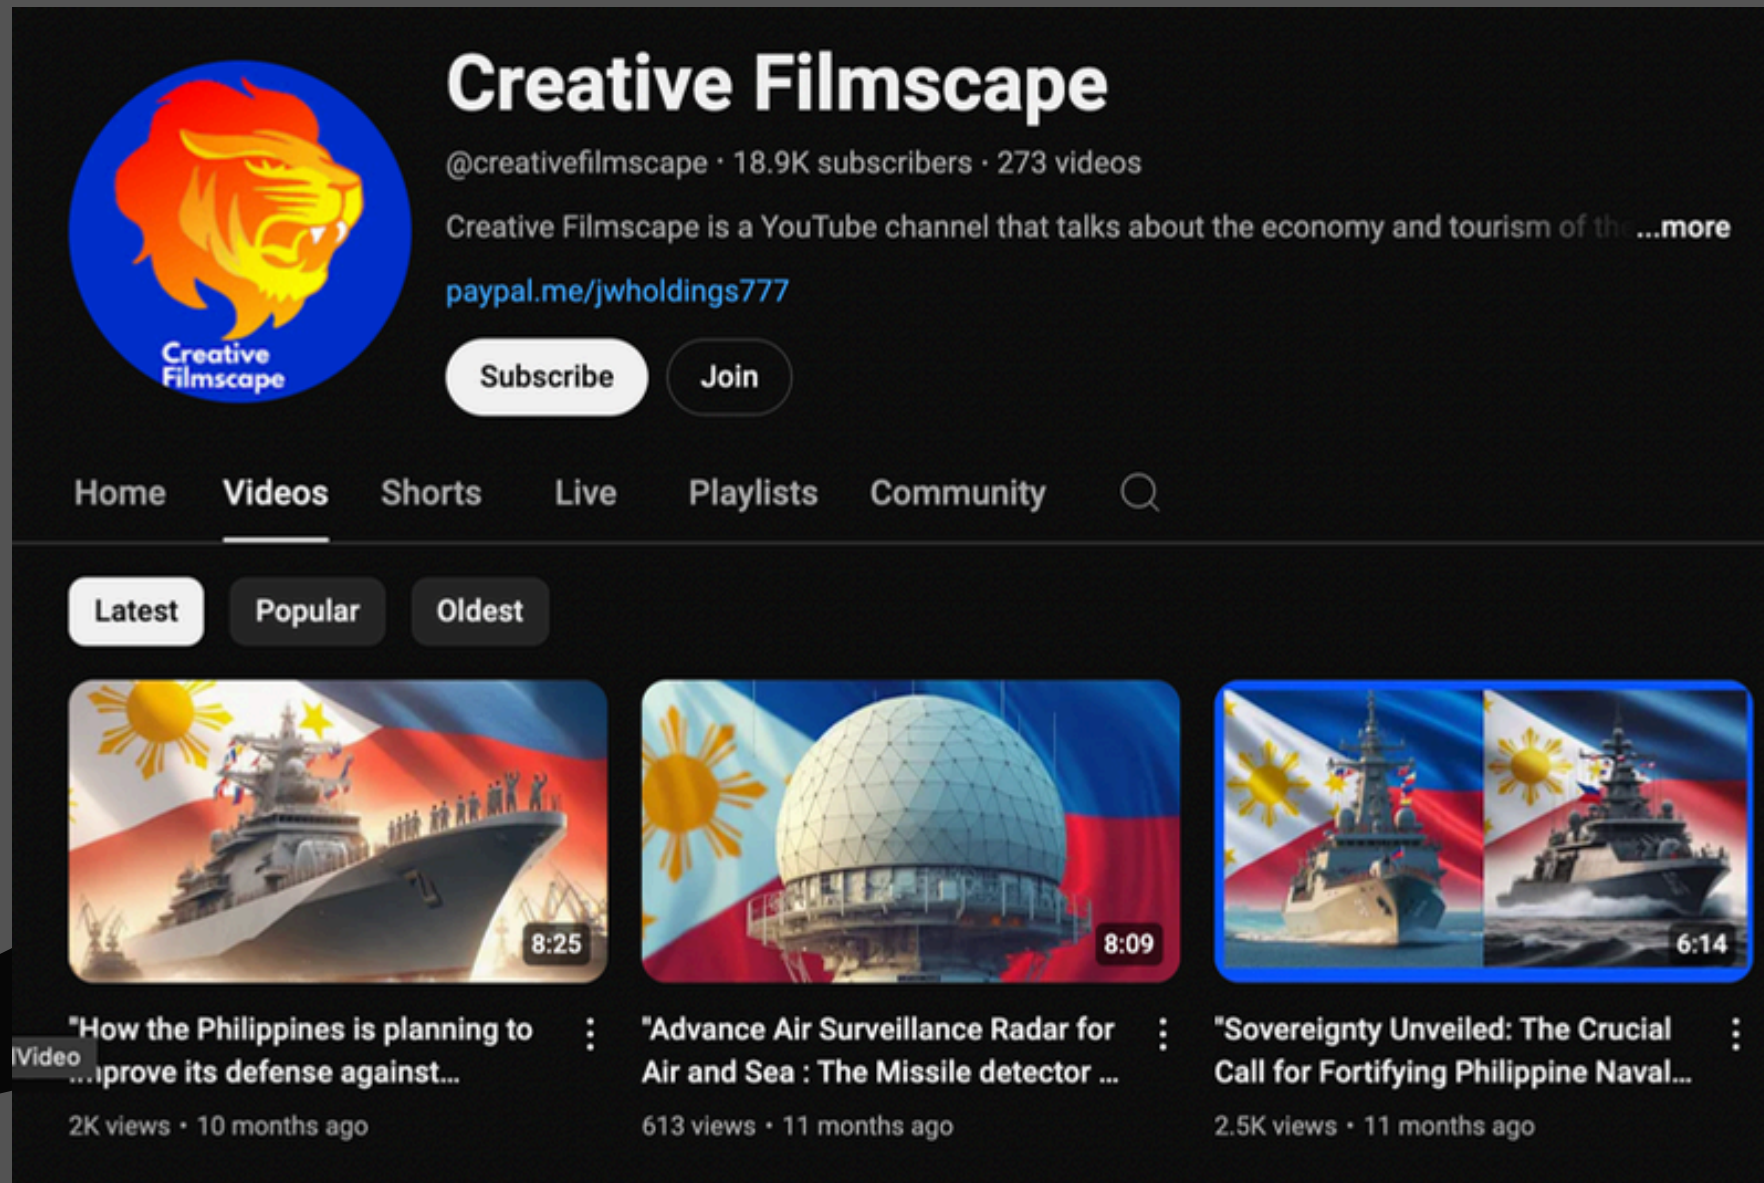 Creative Filmscape
@creativefilmscape · 18.9K subscribers · 273 videos
Creative Filmscape is a YouTube channel that talks about the economy and tourism of the ...more
paypal.me/jwholdings777
Creative
Filmscape
Subscribe Join
Home Videos Shorts Live Playlists Community
Latest Popular Oldest
8:25 8:09 6:14
"How the Philippines is planning to
improve its defense against...
2K views • 10 months ago
"Advance Air Surveillance Radar for
Air and Sea : The Missile detector ...
613 views • 11 months ago
"Sovereignty Unveiled: The Crucial
Call for Fortifying Philippine Naval...
2.5K views • 11 months ago
Video